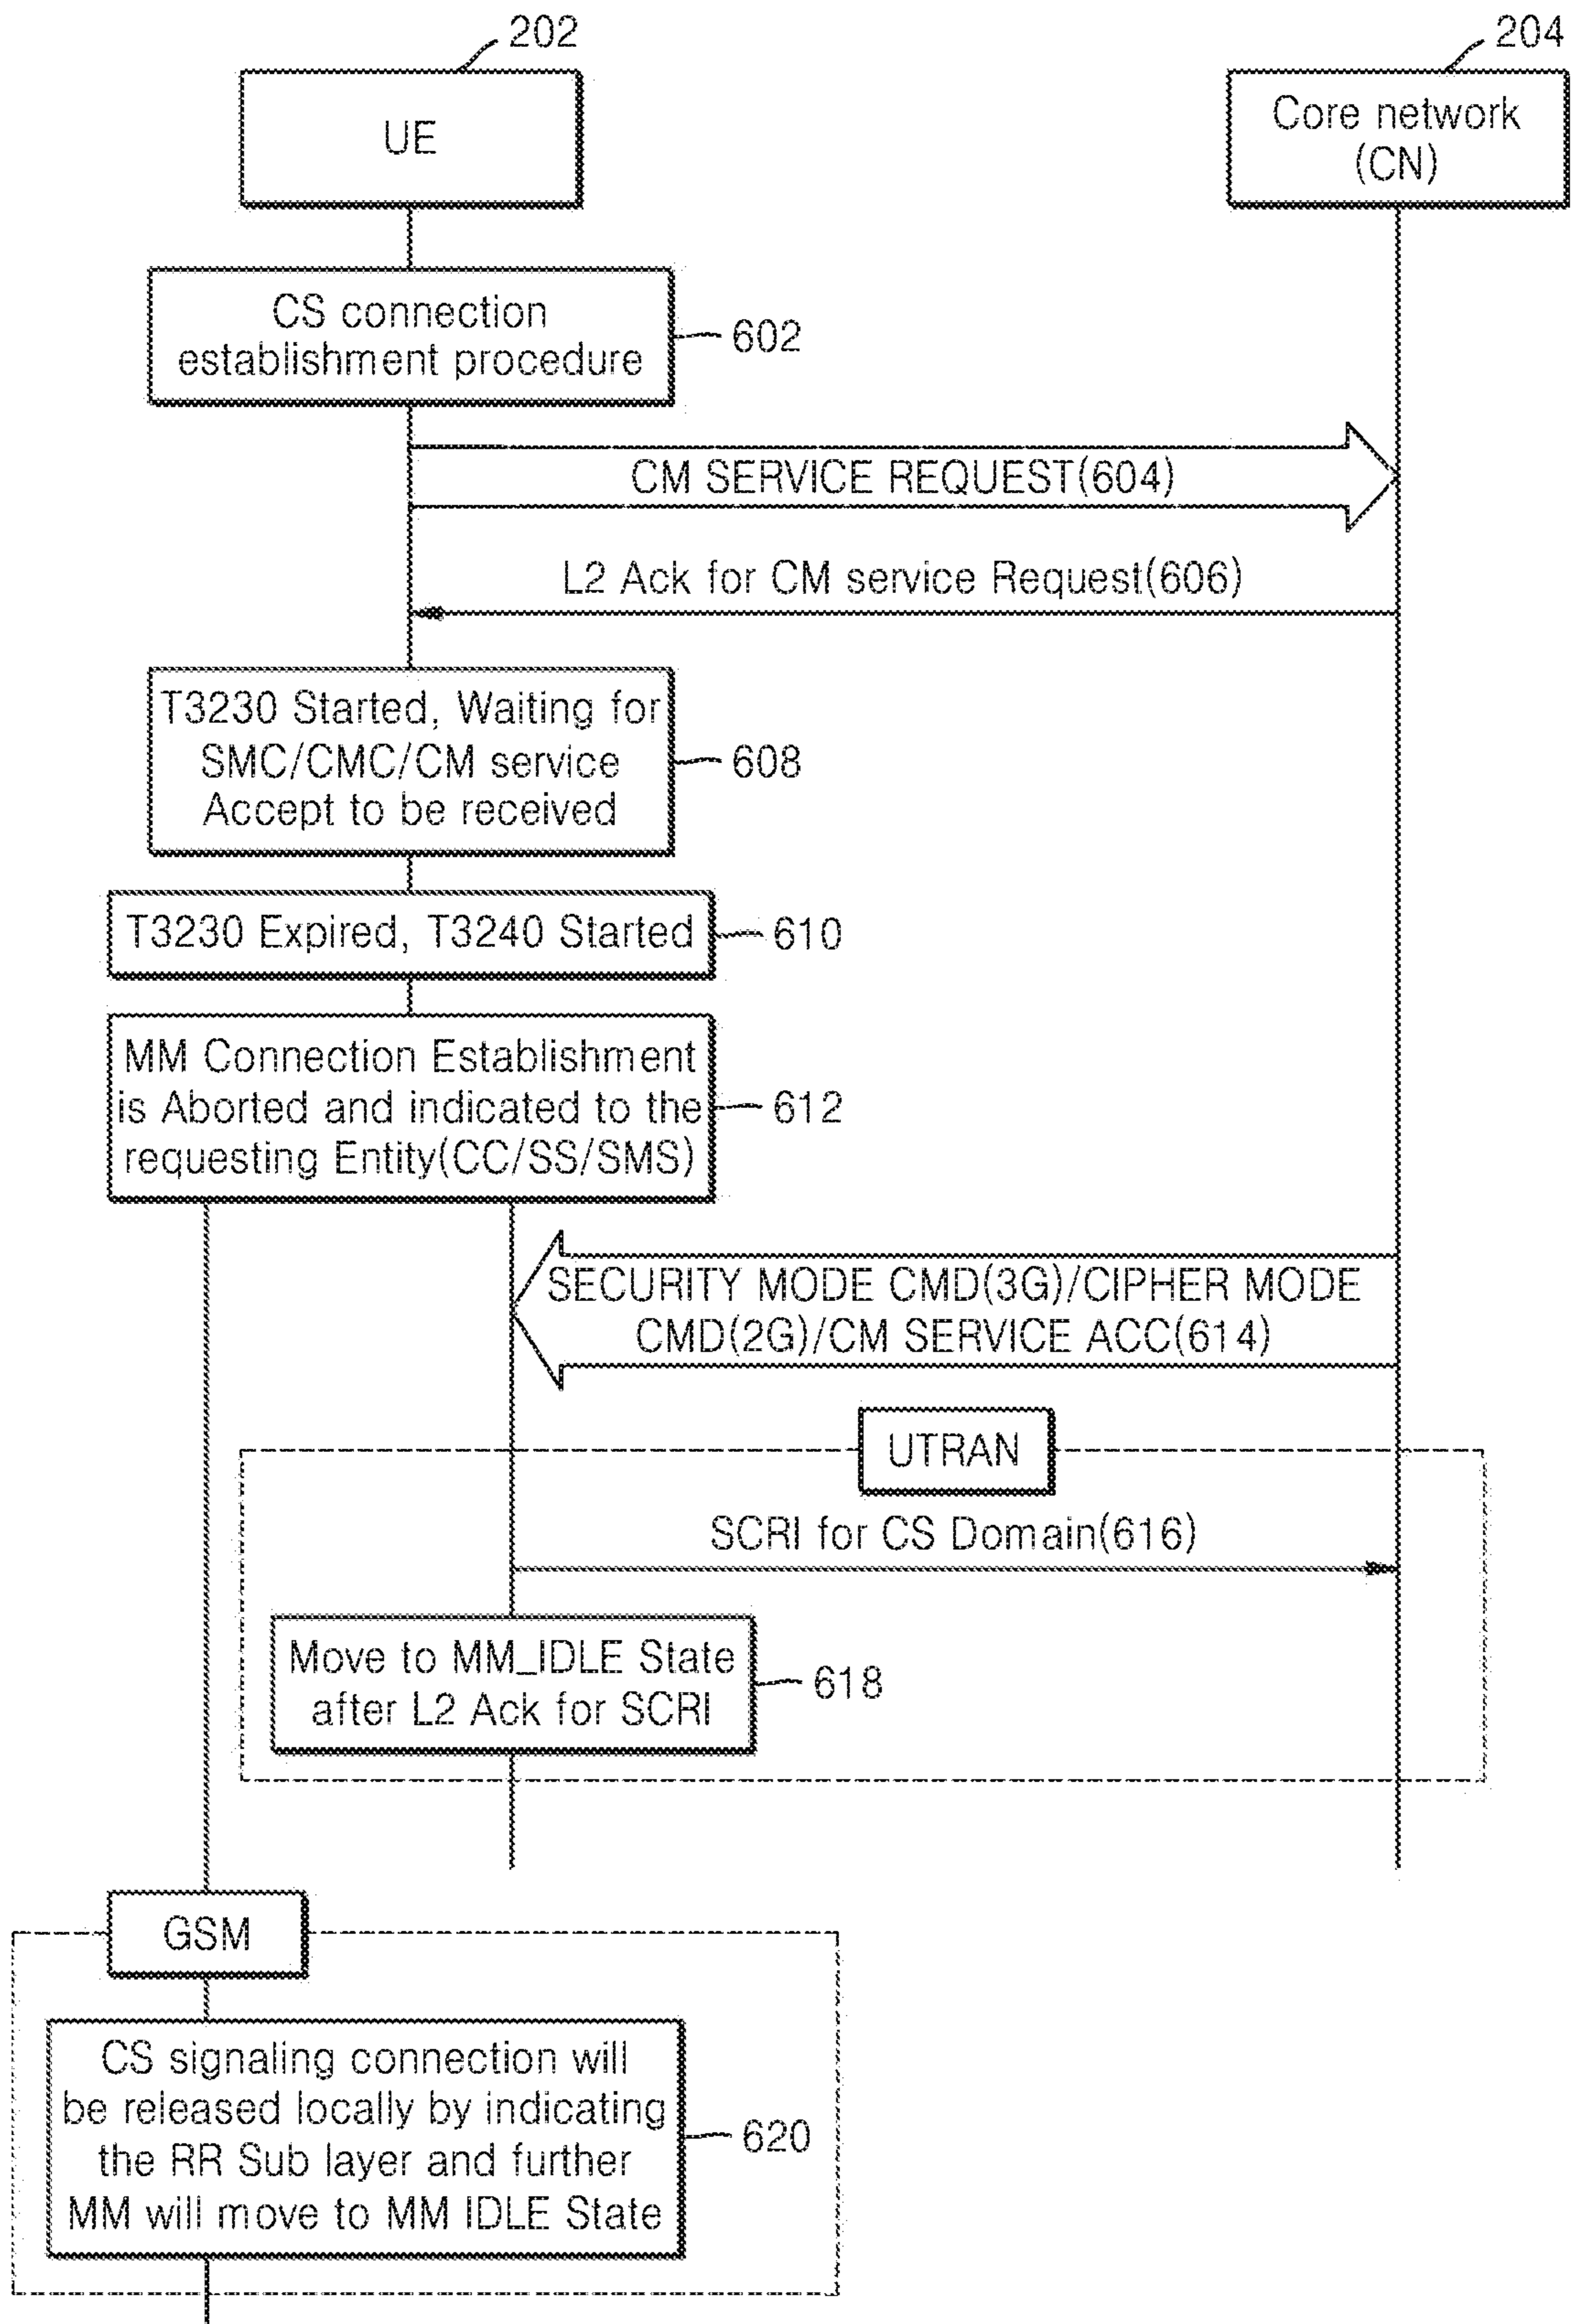 202
204
UE
Core network
(CN)
CS connection
establishment procedure
602
CM SERVICE REQUEST(604)
L2 Ack for CM service Request(606)
T3230 Started, Waiting for
SMC/CMC/CM service
Accept to be received
608
T3230 Expired, T3240 Started
610
MM Connection Establishment
is Aborted and indicated to the
requesting Entity(CC/SS/SMS)
612
SECURITY MODE CMD(3G)/CIPHER MODE
CMD(2G)/CM SERVICE ACC(614)
UTRAN
SCRI for CS Domain(616)
Move to MM_IDLE State
after L2 Ack for SCRI
618
GSM
CS signaling connection will
be released locally by indicating
the RR Sub layer and further
MM will move to MM IDLE State
620